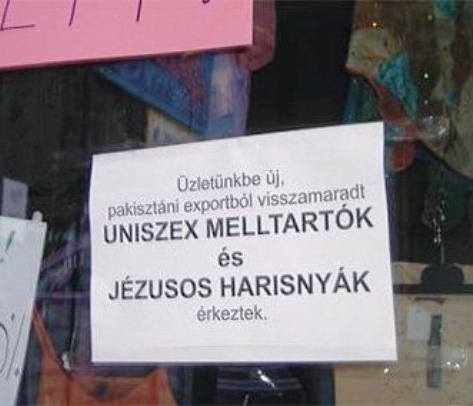 Üzletünkbe új,
pakisztáni exportból visszamaradt
UNISZEX MELLTARTÓK
és
JÉZUSOS HARISNYÁK
érkeztek.